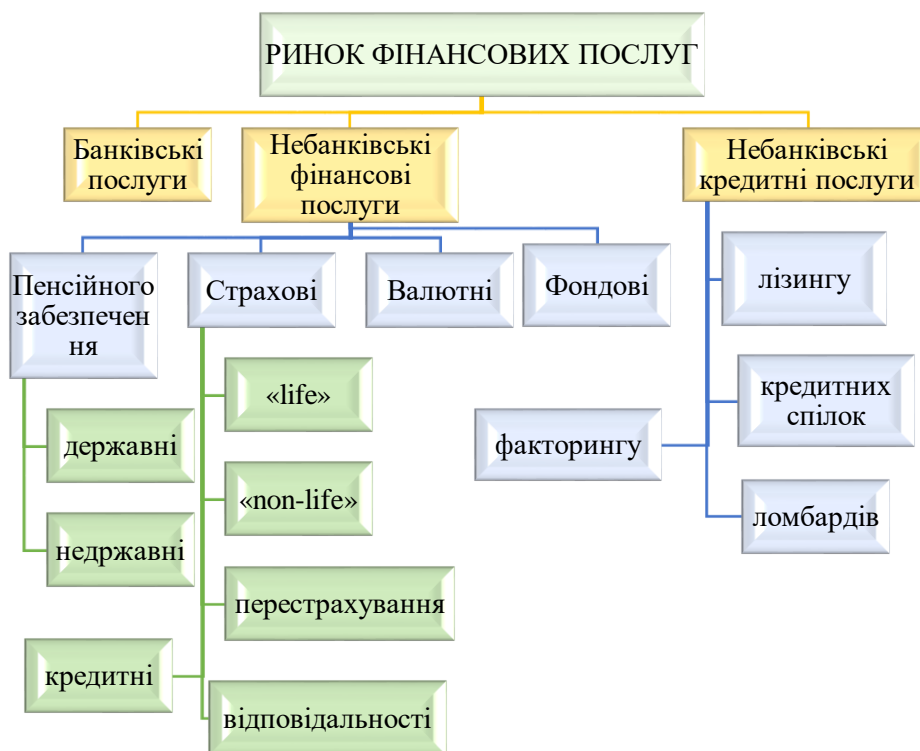 РИНОК ФІНАНСОВИХ ПОСЛУГ
Банківські
послуги
Небанківські
фінансові
послуги
Небанківські
кредитні послуги
Пенсійного
забезпечен
ня
Страхові
Валютні
Фондові
лізингу
«life»
кредитних
спілок
державні
факторингу
«non-life»
ломбардів
недржавні
перестрахування
кредитні
відповідальності